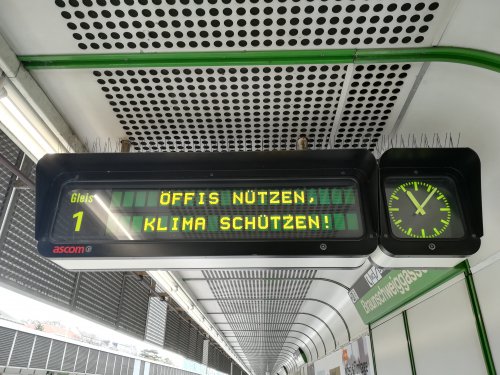 Gleis
1
ÖFFIS NÜTZEN,
KLIMA SCHÜTZEN!
ascom
Braunschweiggasse